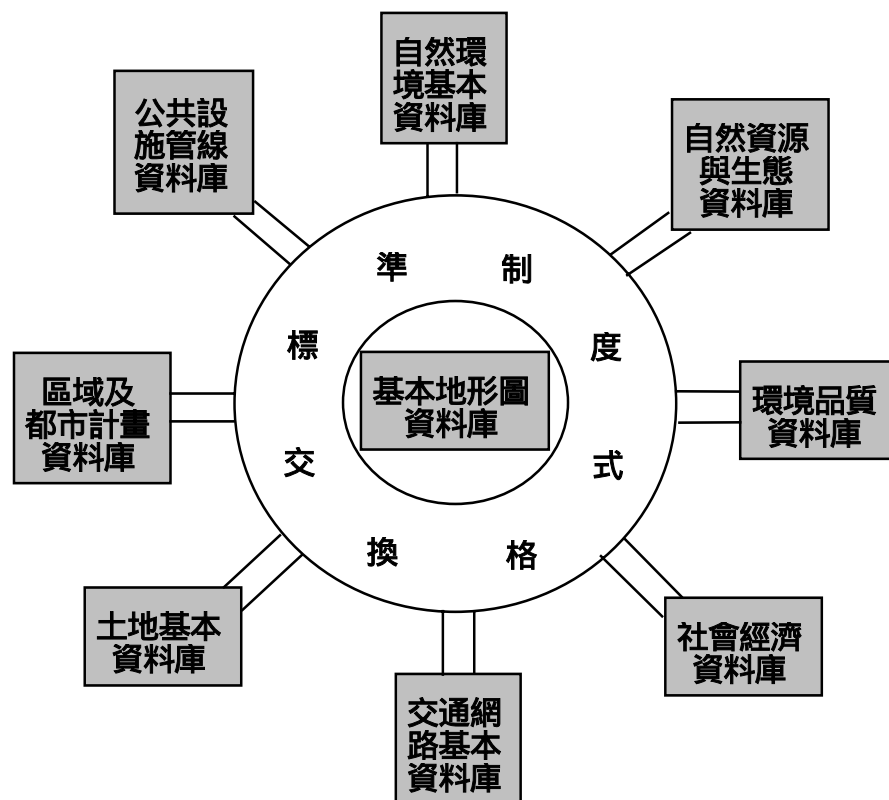 自然環
境基本
資料庫
公共設
施管線
資料庫
自然資源
與生態
資料庫
準
制
標
度
基本地形圖
資料庫
區域及
都市計畫
資料庫
環境品質
資料庫
交
式
換
格
土地基本
資料庫
社會經濟
資料庫
交通網
路基本
資料庫